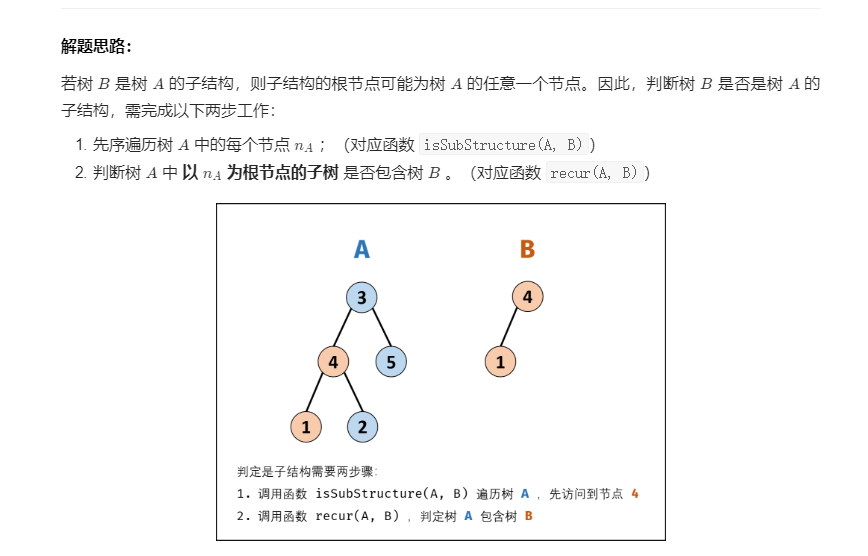 解题思路：
若树 B 是树 A 的子结构，则子结构的根节点可能为树 A 的任意一个节点。因此，判断树 B 是否是树 A 的
子结构，需完成以下两步工作：
1. 先序遍历树 A 中的每个节点 nA ；（对应函数 isSubStructure(A, B) ）
2. 判断树 A 中 以 nA 为根节点的子树 是否包含树 B 。（对应函数 recur(A, B) ）
A B
3 4
4 5 1
1 2
判定是子结构需要两步骤：
1. 调用函数 isSubStructure(A, B) 遍历树 A ，先访问到节点 4
2. 调用函数 recur(A, B) ，判定树 A 包含树 B